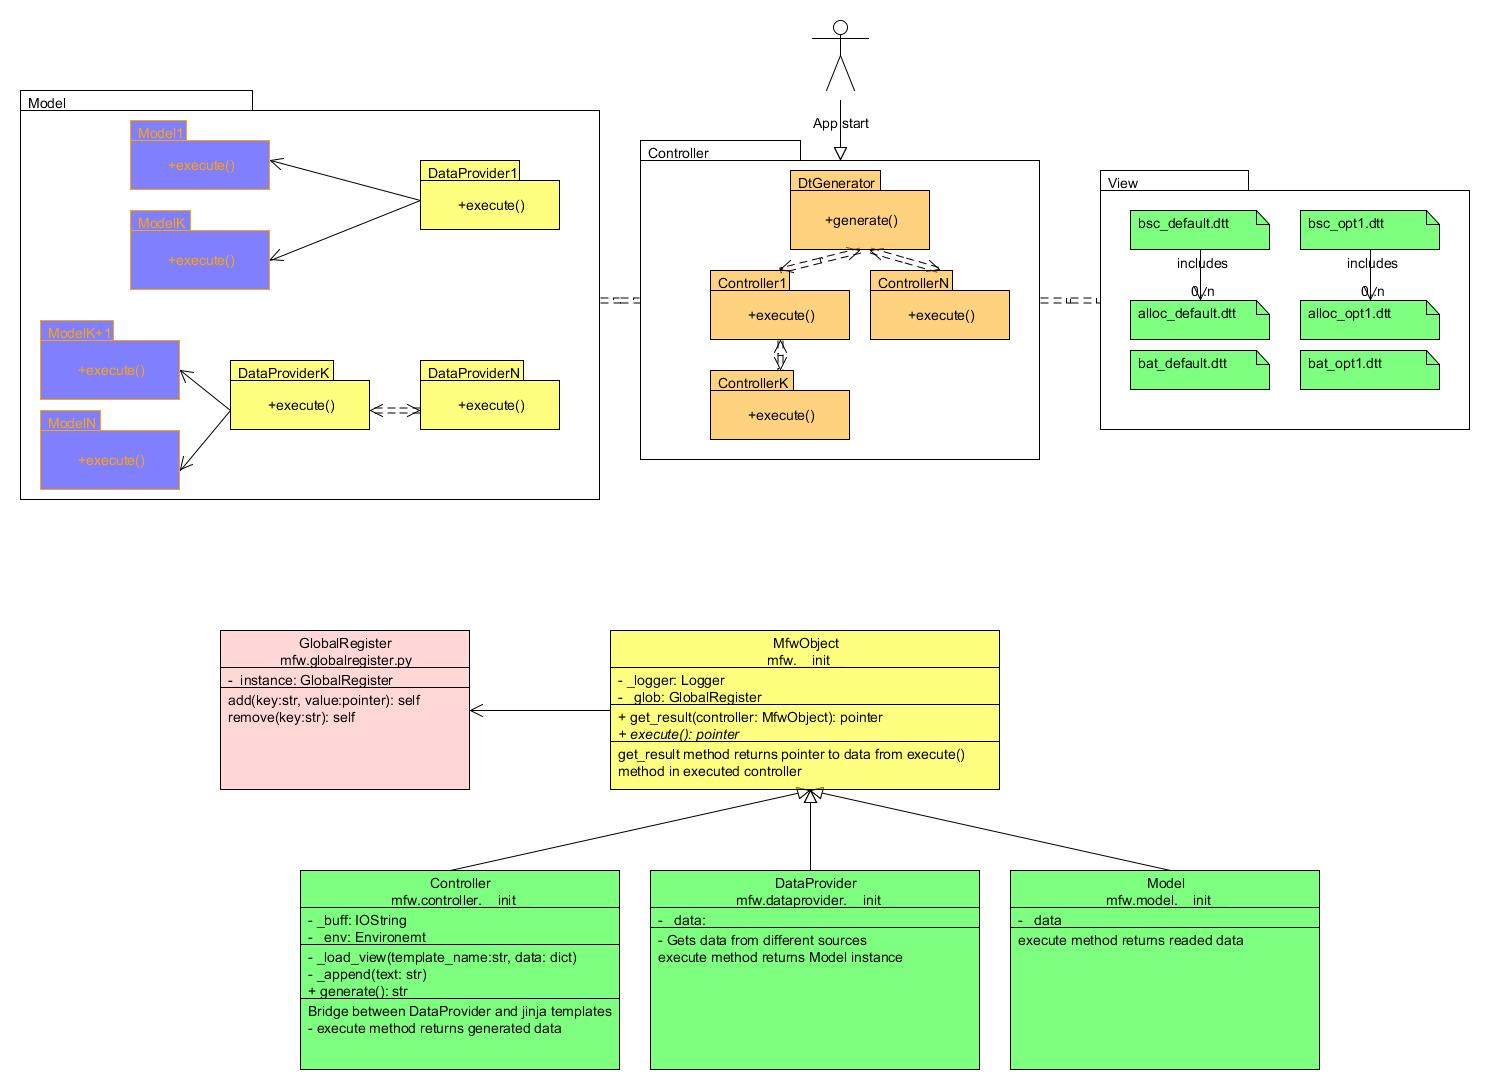 App start
Model
Model1
+execute()
ModelK
+execute()
DataProvider1
+execute()
ModelK+1
+execute()
ModelN
+execute()
DataProviderK
+execute()
DataProviderN
+execute()
Controller
DtGenerator
+generate()
Controller1
+execute()
ControllerN
+execute()
ControllerK
+execute()
View
bsc_default.dtt
bsc_opt1.dtt
includes
includes
0..n
0..n
alloc_default.dtt
alloc_opt1.dtt
bat_default.dtt
bat_opt1.dtt
GlobalRegister
mfw.globalregister.py
- _instance: GlobalRegister
add(key:str, value:pointer): self
remove(key:str): self
MfwObject
mfw.__init__
- _logger: Logger
- _glob: GlobalRegister
+ get_result(controller: MfwObject): pointer
+ execute(): pointer
get_result method returns pointer to data from execute()
method in executed controller
Controller
mfw.controller.__init__
- _buff: IOString
- _env: Environemt
- _load_view(template_name:str, data: dict)
- _append(text: str)
+ generate(): str
Bridge between DataProvider and jinja templates
- execute method returns generated data
DataProvider
mfw.dataprovider.__init__
- _data:
- Gets data from different sources
execute method returns Model instance
Model
mfw.model.__init__
- _data
execute method returns readed data